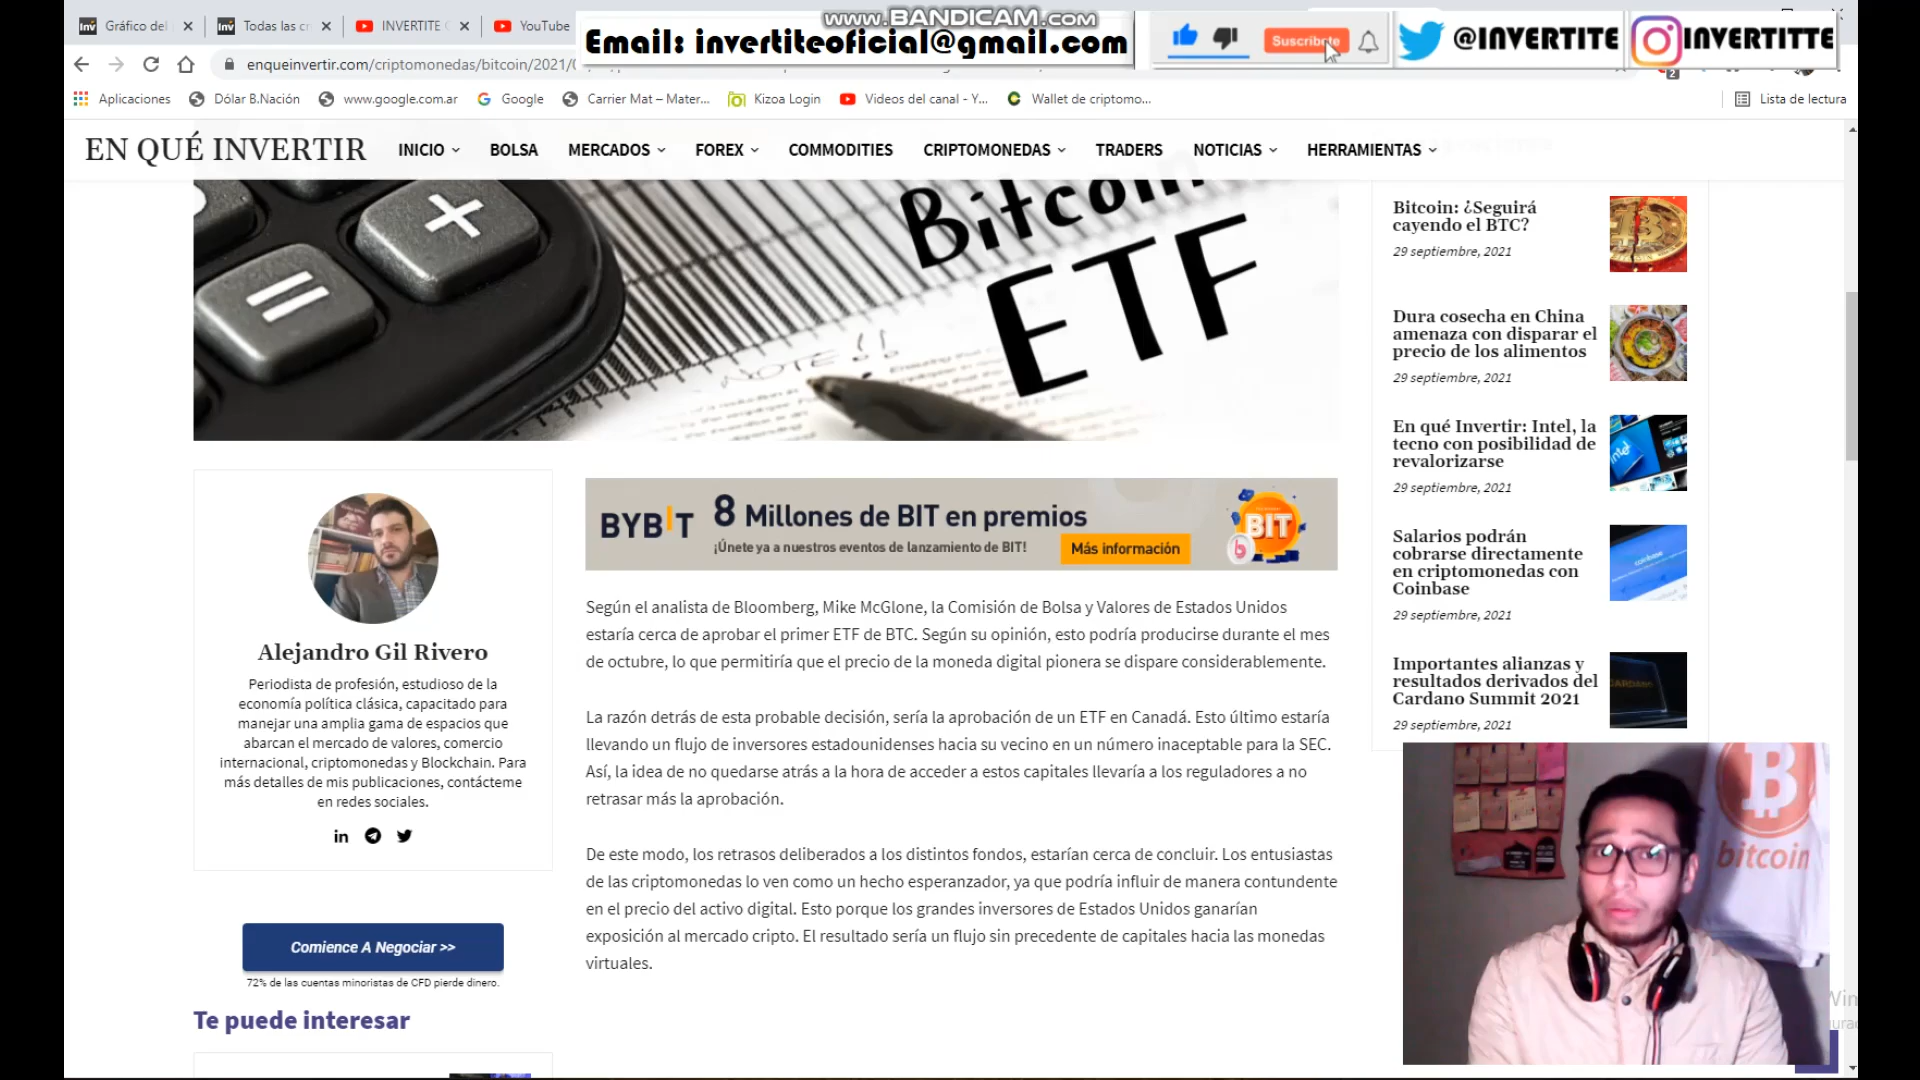 www.BANDICAM.com
Gráfico del
Todas las cr
INVERTITE
YouTube
Email: invertiteoficial@gmail.com
Suscribete
@INVERTITE
INVERTITTE
enqueinvertir.com/criptomonedas/bitcoin/2021/
2
Aplicaciones
Dólar B.Nación
www.google.com.ar
Google
Carrier Mat – Mater...
Kizoa Login
Videos del canal - Y...
Wallet de criptomo...
Lista de lectura
EN QUÉ INVERTIR
INICIO
BOLSA
MERCADOS
FOREX
COMMODITIES
CRIPTOMONEDAS
TRADERS
NOTICIAS
HERRAMIENTAS
Bitcoin
ETF
NOTE!!
Alejandro Gil Rivero
Periodista de profesión, estudioso de la
economía política clásica, capacitado para
manejar una amplia gama de espacios que
abarcan el mercado de valores, comercio
internacional, criptomonedas y Blockchain. Para
más detalles de mis publicaciones, contácteme
en redes sociales.
in
Comience A Negociar >>
72% de las cuentas minoristas de CFD pierde dinero.
Te puede interesar
BYBIT
8 Millones de BIT en premios
¡Únete ya a nuestros eventos de lanzamiento de BIT!
Más información
BIT
Según el analista de Bloomberg, Mike McGlone, la Comisión de Bolsa y Valores de Estados Unidos
estaría cerca de aprobar el primer ETF de BTC. Según su opinión, esto podría producirse durante el mes
de octubre, lo que permitiría que el precio de la moneda digital pionera se dispare considerablemente.
La razón detrás de esta probable decisión, sería la aprobación de un ETF en Canadá. Esto último estaría
llevando un flujo de inversores estadounidenses hacia su vecino en un número inaceptable para la SEC.
Así, la idea de no quedarse atrás a la hora de acceder a estos capitales llevaría a los reguladores a no
retrasar más la aprobación.
De este modo, los retrasos deliberados a los distintos fondos, estarían cerca de concluir. Los entusiastas
de las criptomonedas lo ven como un hecho esperanzador, ya que podría influir de manera contundente
en el precio del activo digital. Esto porque los grandes inversores de Estados Unidos ganarían
exposición al mercado cripto. El resultado sería un flujo sin precedente de capitales hacia las monedas
virtuales.
Bitcoin: ¿Seguirá
cayendo el BTC?
29 septiembre, 2021
Dura cosecha en China
amenaza con disparar el
precio de los alimentos
29 septiembre, 2021
En qué Invertir: Intel, la
tecno con posibilidad de
revalorizarse
29 septiembre, 2021
intel
Salarios podrán
cobrarse directamente
en criptomonedas con
Coinbase
29 septiembre, 2021
coinbase
Importantes alianzas y
resultados derivados del
Cardano Summit 2021
29 septiembre, 2021
CARDANO
bitcoin